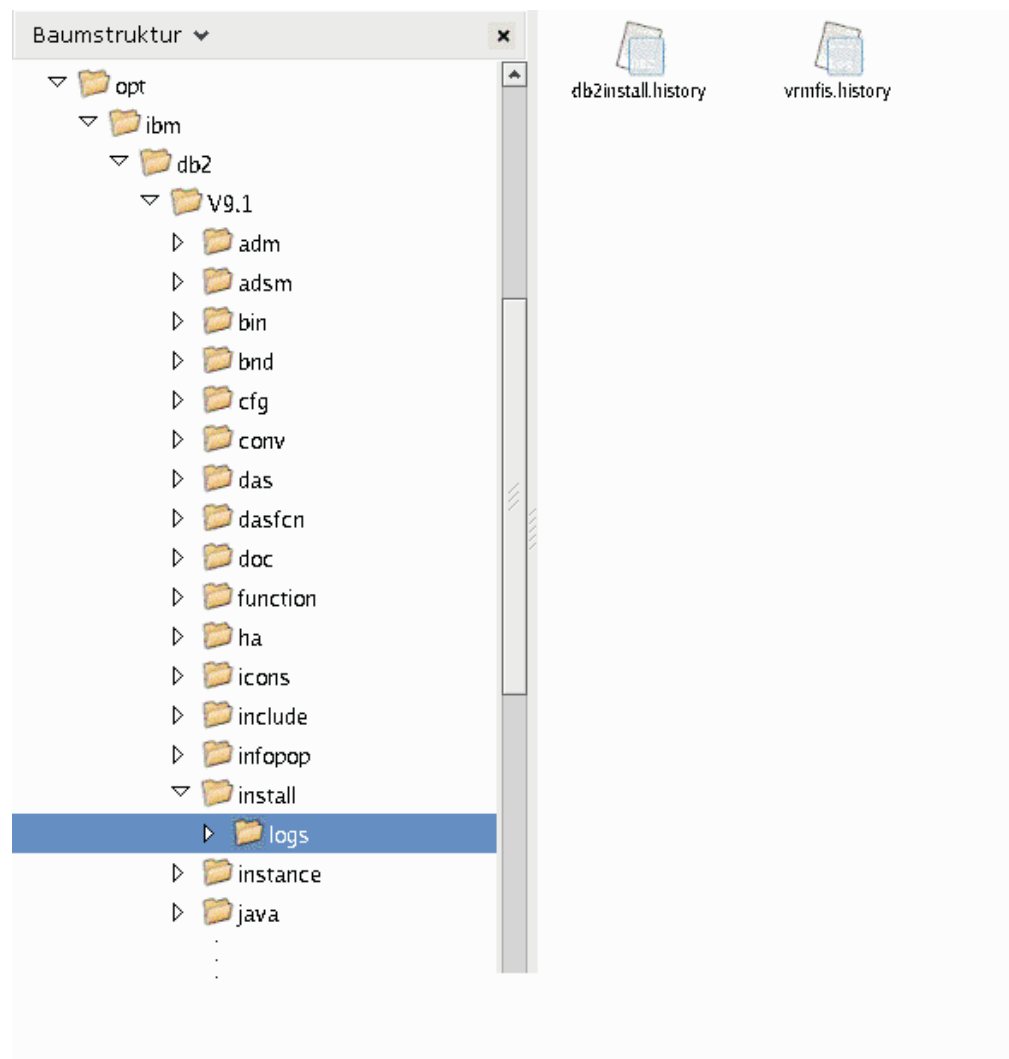 Baumstruktur
opt
ibm
db2
V9.1
adm
adsm
bin
bnd
cfg
conv
das
dasfcn
doc
function
ha
icons
include
infopop
install
logs
instance
java
db2install.history
vrmfis.history